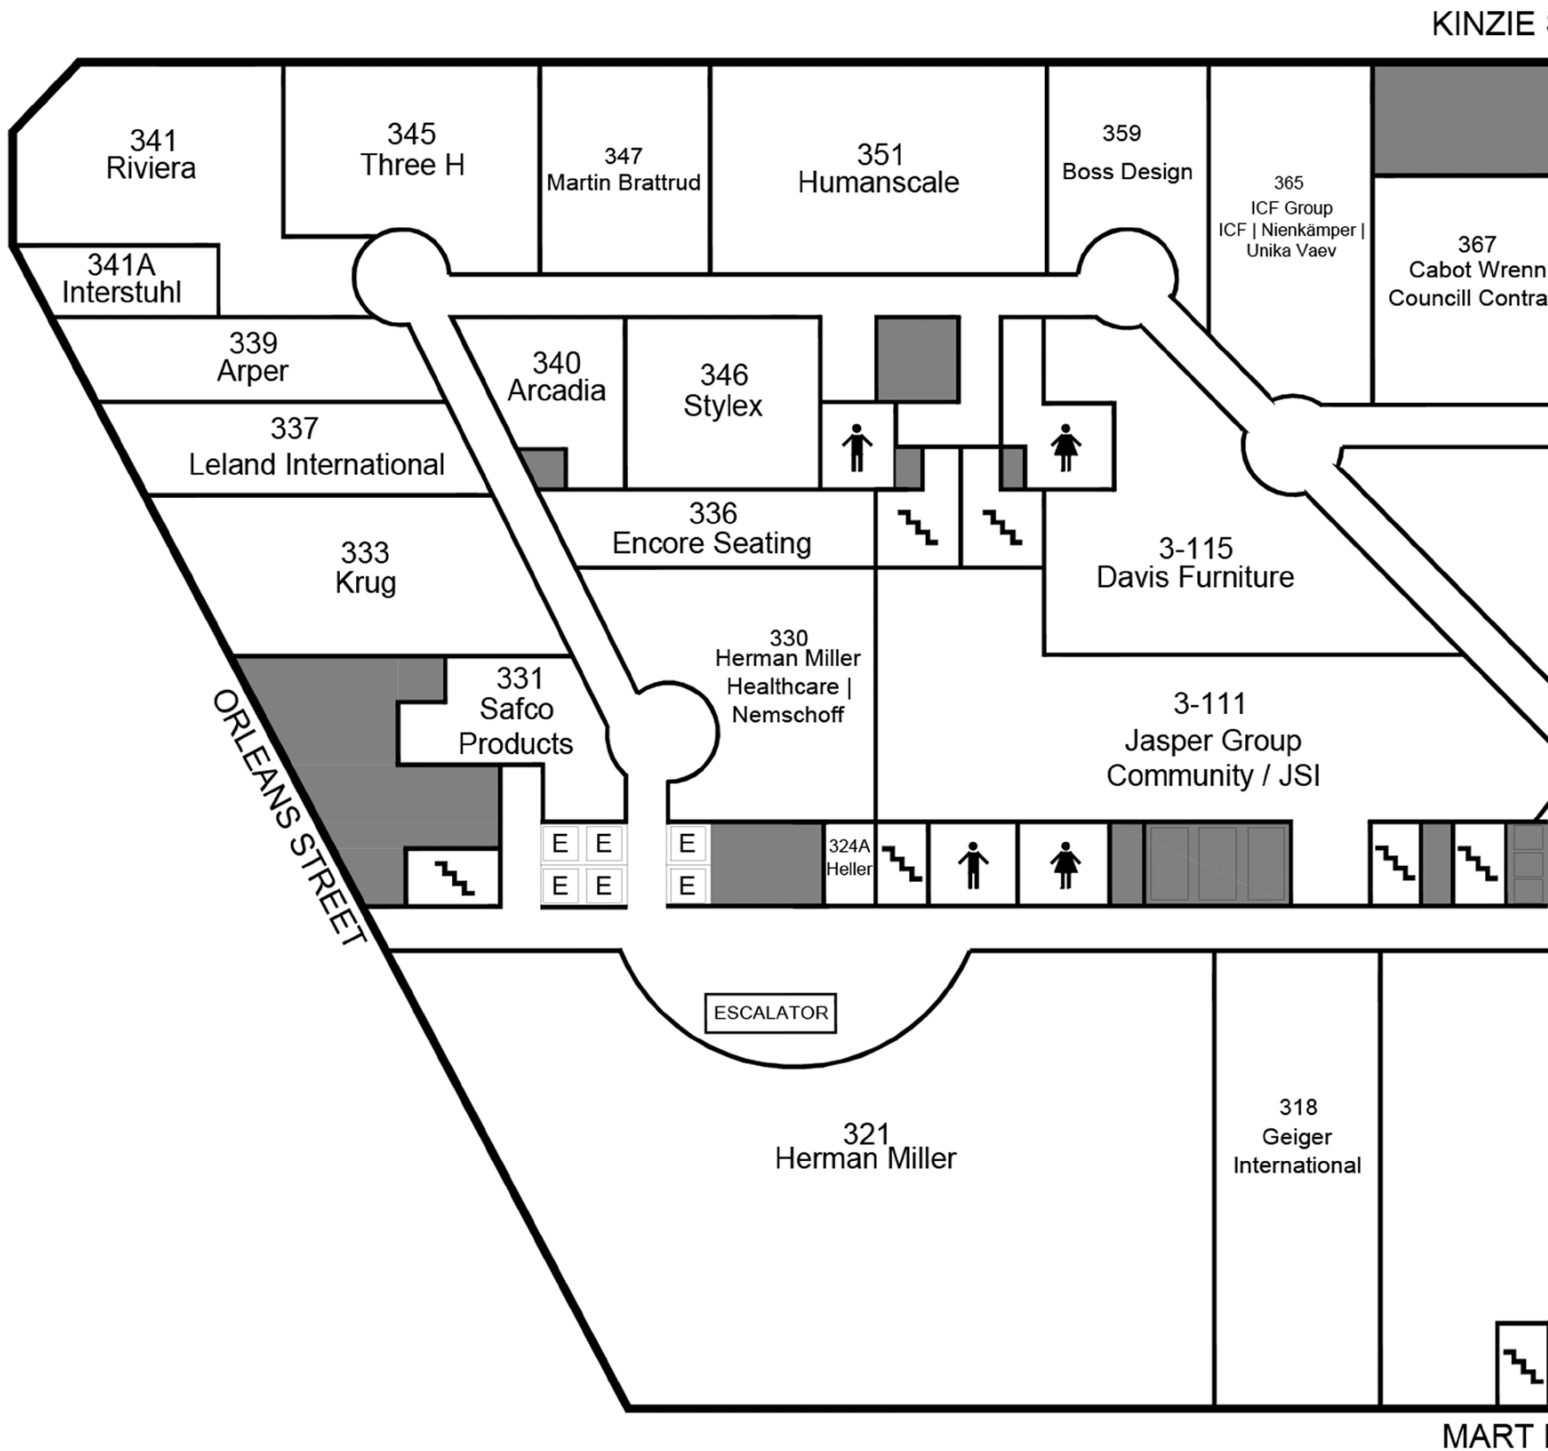 KINZIE
341
Riviera
345
Three H
347
Martin Brattrud
351
Humanscale
359
Boss Design
365
ICF Group
ICF | Nienkämper |
Unika Vaev
367
Cabot Wrenn
Councill Contra
341A
Interstuhl
339
Arper
340
Arcadia
346
Stylex
337
Leland International
336
Encore Seating
333
Krug
3-115
Davis Furniture
330
Herman Miller
Healthcare |
Nemschoff
331
Safco
Products
3-111
Jasper Group
Community / JSI
ORLEANS STREET
E E E
E E E
324A
Heller
ESCALATOR
321
Herman Miller
318
Geiger
International
MART